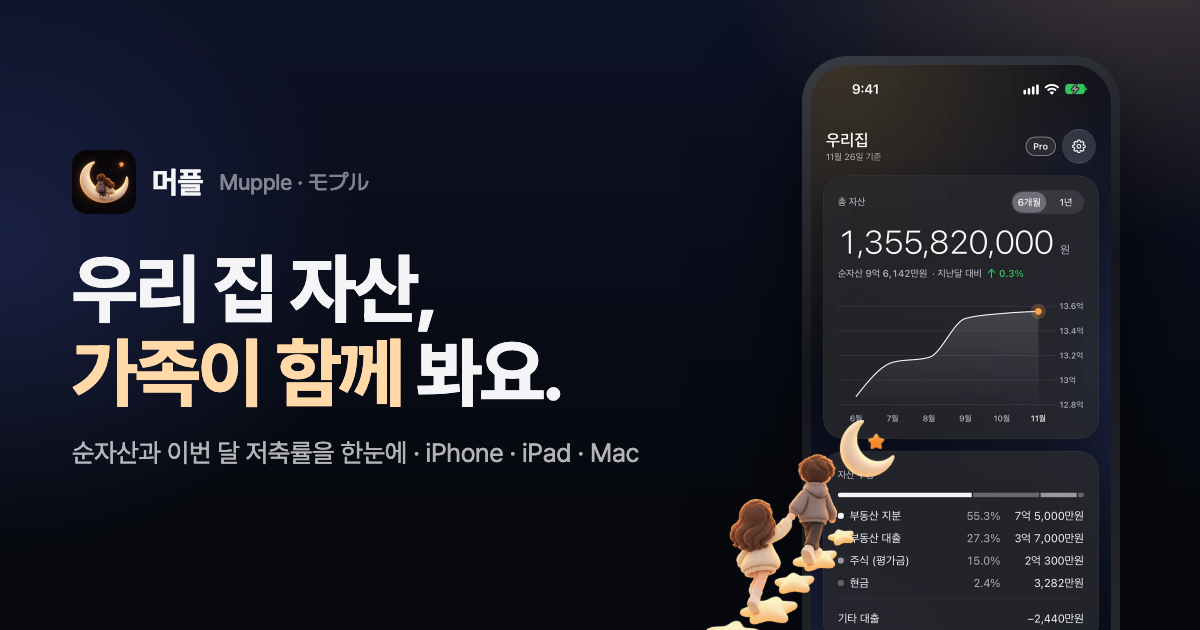 머플 Mupple · モプル
우리 집 자산,
가족이 함께 봐요.
순자산과 이번 달 저축률을 한눈에 · iPhone · iPad · Mac
9:41
우리집
11월 26일 기준
Pro
총 자산
6개월 1년
1,355,820,000 원
순자산 9억 6,142만원 · 지난달 대비 ↑ 0.3%
13.6억
13.4억
13.2억
13억
12.8억
6월 7월 8월 9월 10월 11월
자산
부동산 지분 55.3% 7억 5,000만원
부동산 대출 27.3% 3억 7,000만원
주식 (평가금) 15.0% 2억 300만원
현금 2.4% 3,282만원
기타 대출 −2,440만원